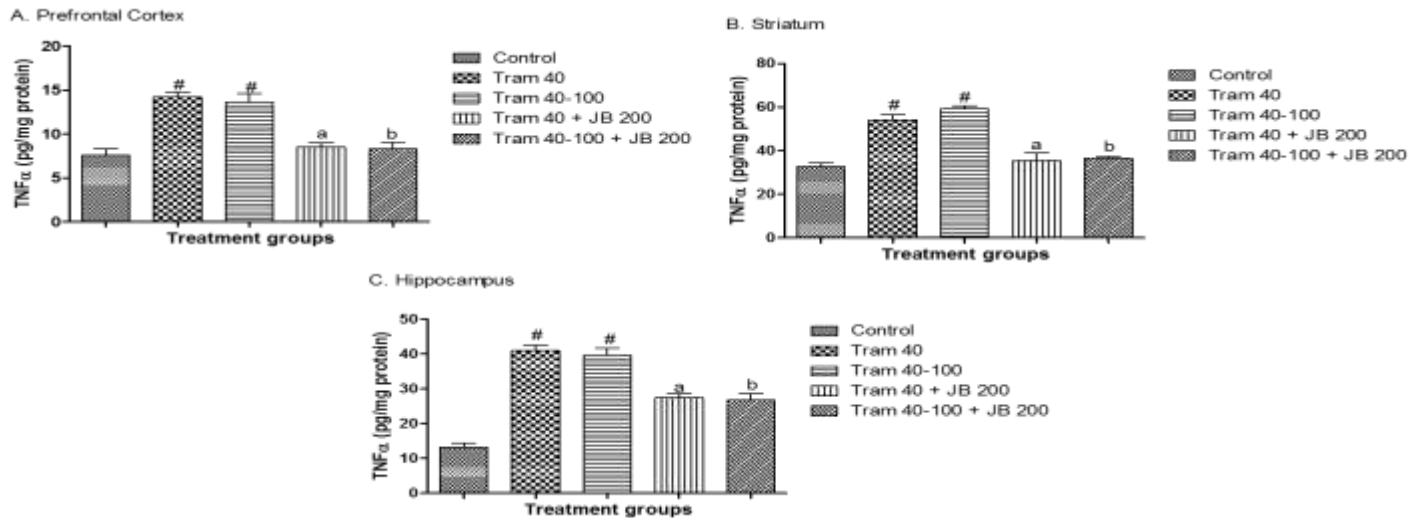 A. Prefrontal Cortex
TNFα (pg/mg protein)
20
15
10
5
0
#
#
a
b
Treatment groups
Control
Tram 40
Tram 40-100
Tram 40 + JB 200
Tram 40-100 + JB 200
B. Striatum
TNFα (pg/mg protein)
80
60
40
20
0
#
#
a
b
Treatment groups
Control
Tram 40
Tram 40-100
Tram 40 + JB 200
Tram 40-100 + JB 200
C. Hippocampus
TNFα (pg/mg protein)
50
40
30
20
10
0
#
#
a
b
Treatment groups
Control
Tram 40
Tram 40-100
Tram 40 + JB 200
Tram 40-100 + JB 200